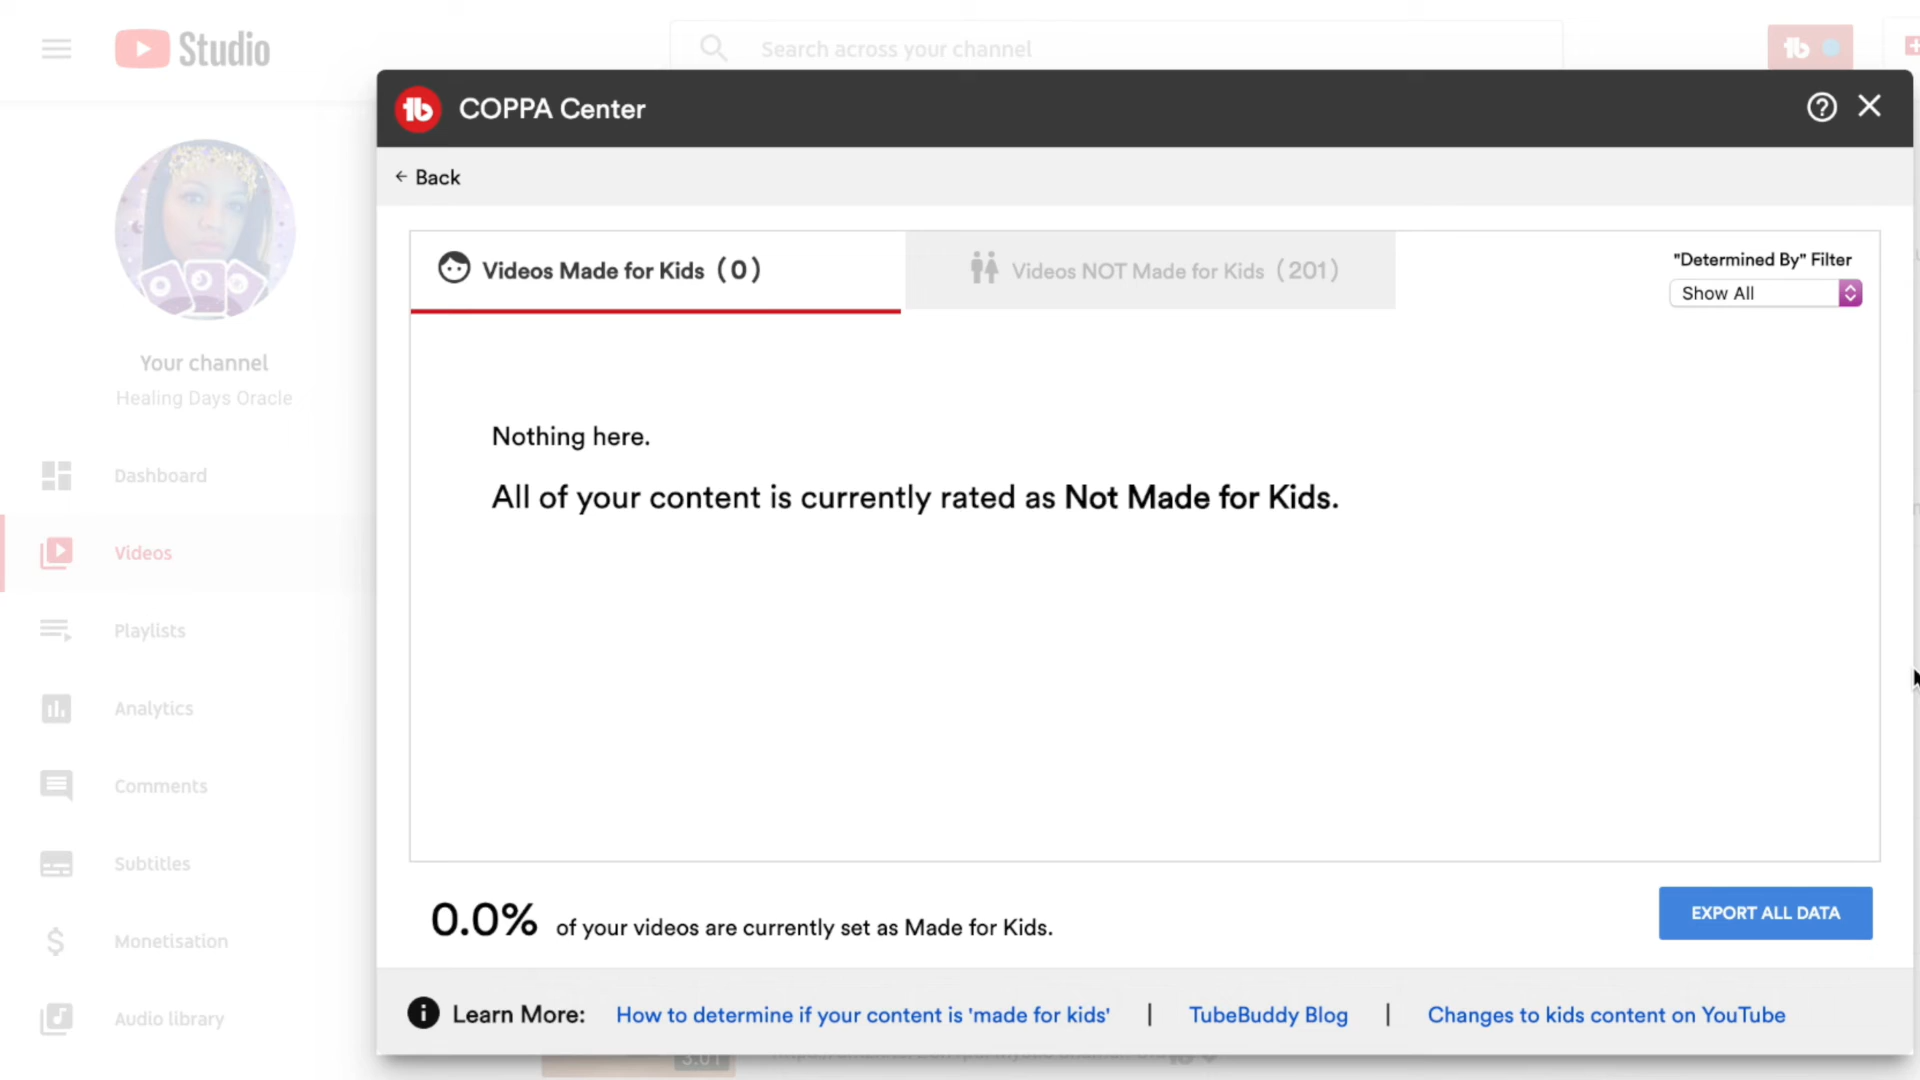 Studio
Search across your channel
COPPA Center
← Back
Videos Made for Kids (0)
Videos NOT Made for Kids (201)
"Determined By" Filter
Show All
Your channel
Healing Days Oracle
Dashboard
Videos
Playlists
Analytics
Comments
Subtitles
Monetisation
Audio library
Nothing here.
All of your content is currently rated as Not Made for Kids.
0.0% of your videos are currently set as Made for Kids.
EXPORT ALL DATA
Learn More: How to determine if your content is 'made for kids' | TubeBuddy Blog | Changes to kids content on YouTube
3:01